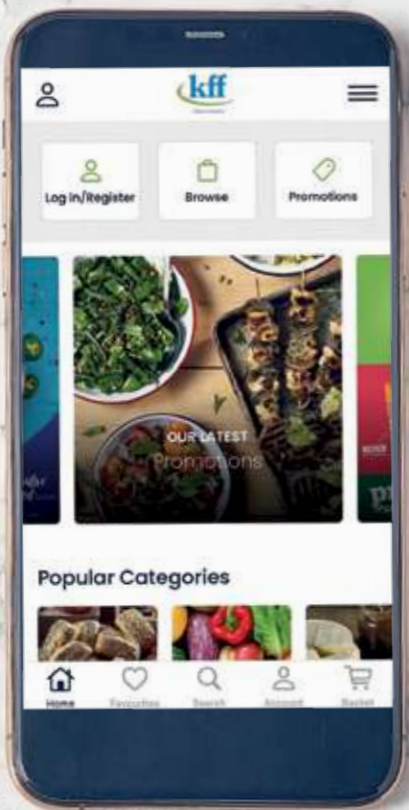 kff
Log in/Register
Browse
Promotions
OUR LATEST
Promotions
Popular Categories
Home
Favourites
Search
Account
Basket